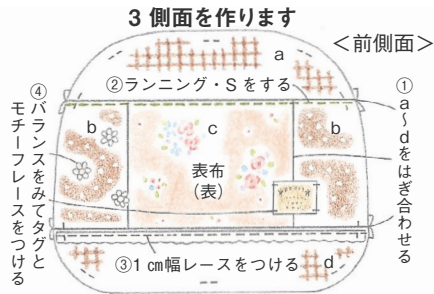 3 側面を作ります
＜前側面＞
a
②ランニング・Sをする
①a～dをはぎ合わせる
④バランスをみてタグと
モチーフレースをつける
b
c
b
表布
(表)
③1cm幅レースをつける
d